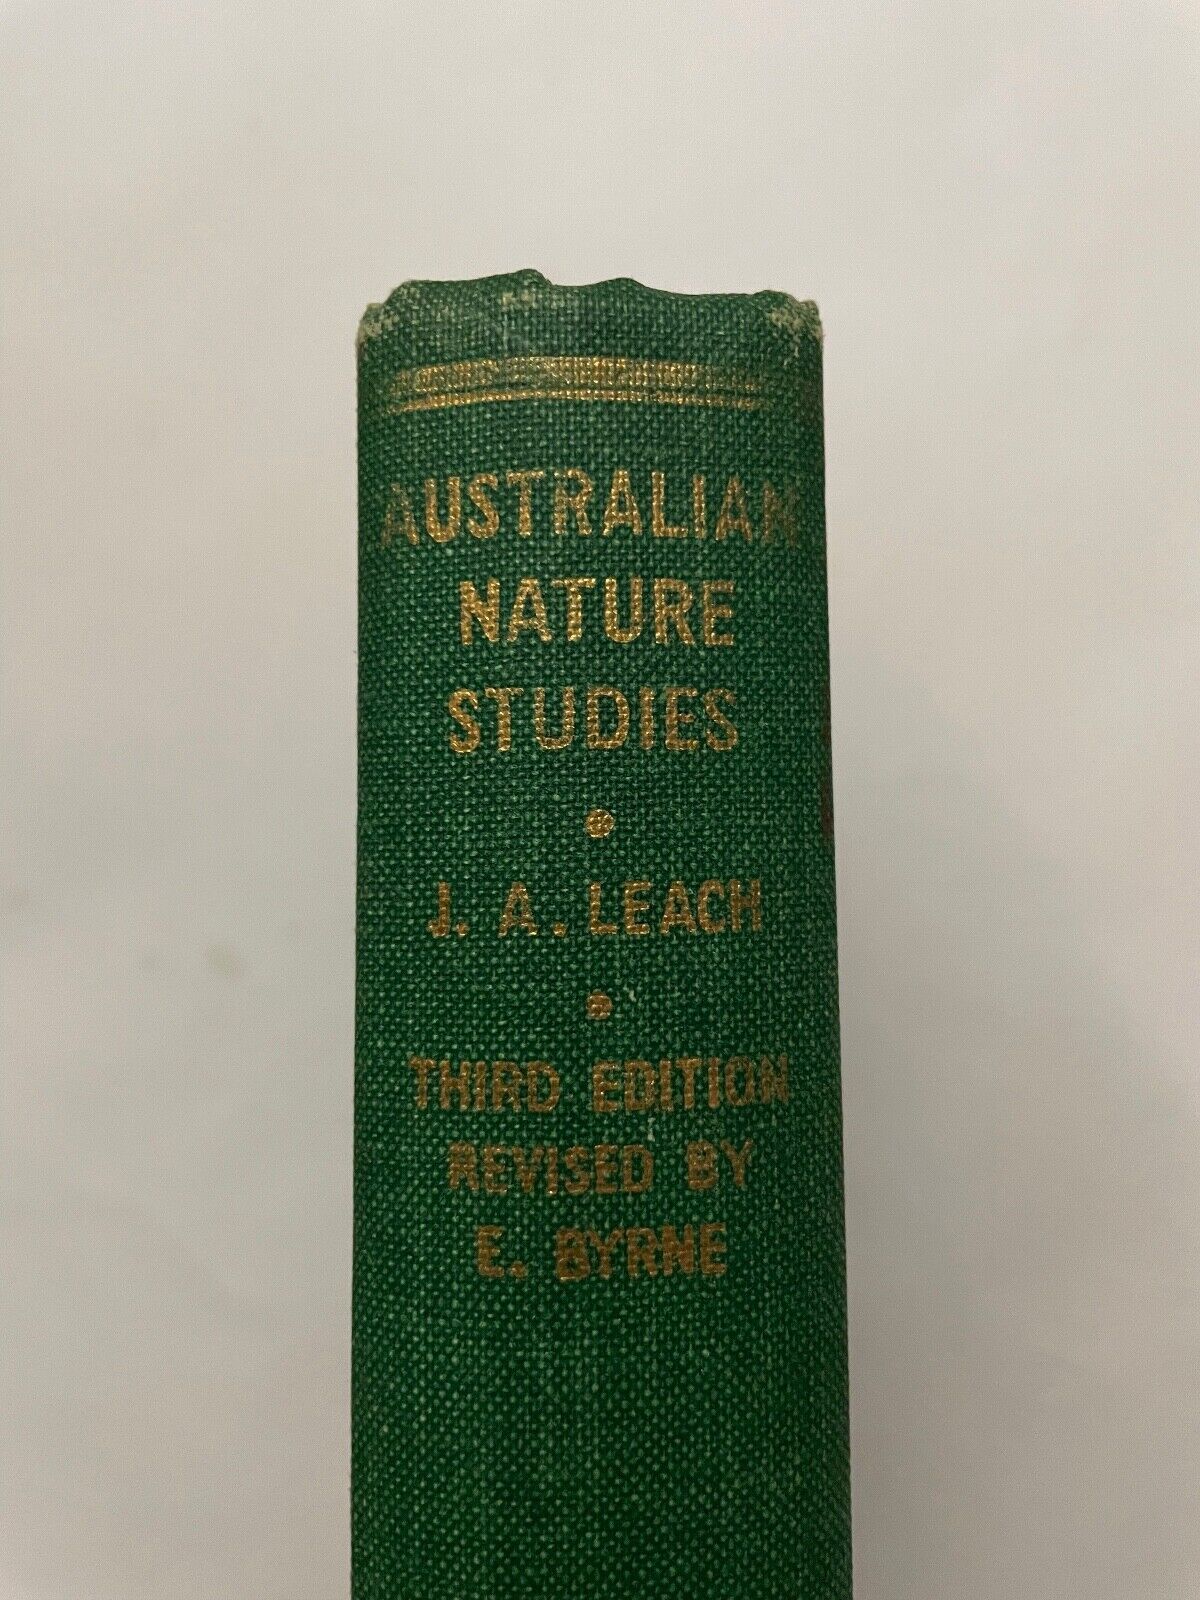 AUSTRALIAN
NATURE
STUDIES
J. A. LEACH
THIRD EDITION
REVISED BY
E. BYRNE